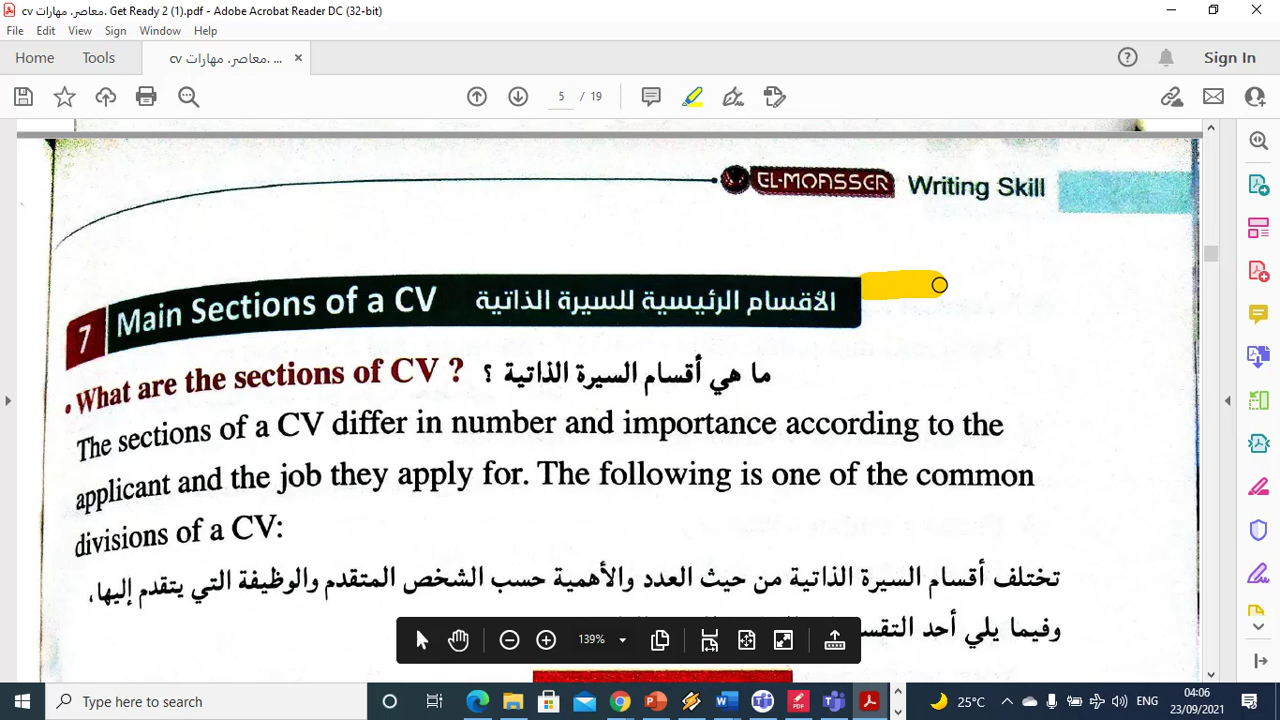 cv معاصر. مهارات. Get Ready 2 (1).pdf - Adobe Acrobat Reader DC (32-bit)
File Edit View Sign Window Help
Home Tools cv معاصر. مهارات. ... Sign In
5 / 19
EL-MOASSER Writing Skill
7 Main Sections of a CV الأقسام الرئيسية للسيرة الذاتية
• What are the sections of CV ? ما هي أقسام السيرة الذاتية ؟
The sections of a CV differ in number and importance according to the
applicant and the job they apply for. The following is one of the common
divisions of a CV:
تختلف أقسام السيرة الذاتية من حيث العدد والأهمية حسب الشخص المتقدم والوظيفة التي يتقدم إليها،
وفيما يلي أحد
139%
Type here to search 25°C ENG 04:06
23/09/2021